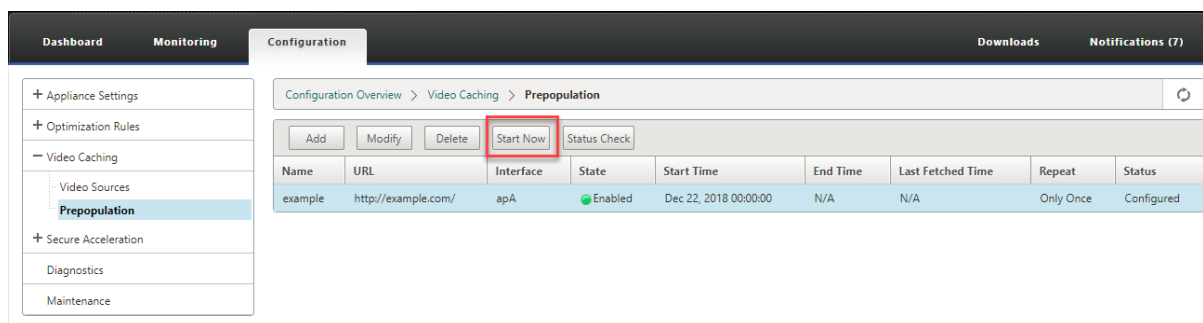 Dashboard Monitoring Configuration Downloads Notifications (7)
+ Appliance Settings
+ Optimization Rules
− Video Caching
Video Sources
Prepopulation
+ Secure Acceleration
Diagnostics
Maintenance
Configuration Overview > Video Caching > Prepopulation
Add Modify Delete Start Now Status Check
Name URL Interface State Start Time End Time Last Fetched Time Repeat Status
example http://example.com/ apA Enabled Dec 22, 2018 00:00:00 N/A N/A Only Once Configured